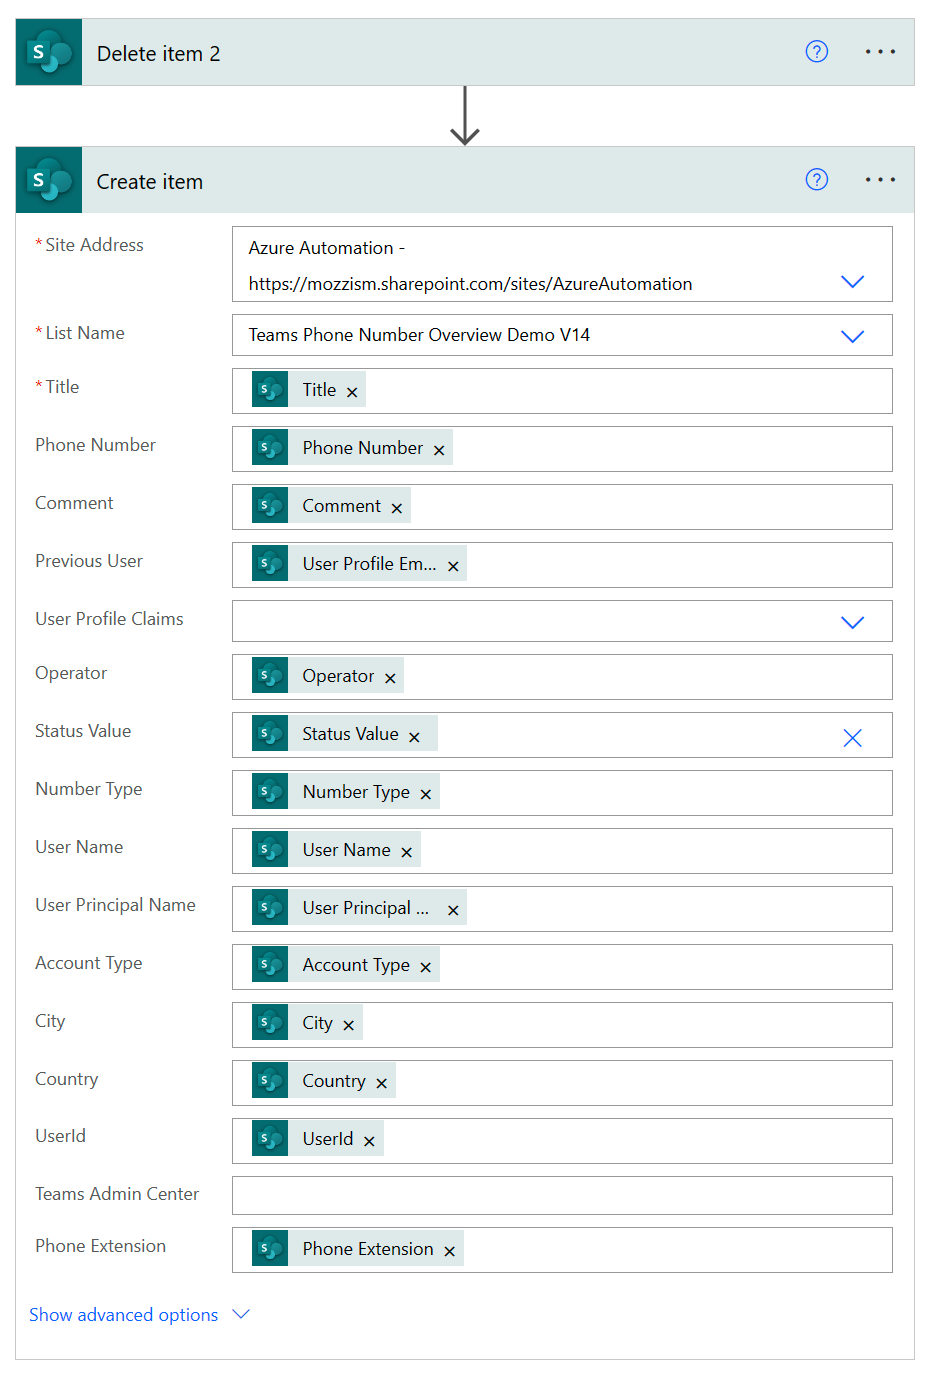 Delete item 2
Create item
* Site Address
Azure Automation -
https://mozzism.sharepoint.com/sites/AzureAutomation
* List Name
Teams Phone Number Overview Demo V14
* Title
Title
Phone Number
Phone Number
Comment
Comment
Previous User
User Profile Em...
User Profile Claims
Operator
Operator
Status Value
Status Value
Number Type
Number Type
User Name
User Name
User Principal Name
User Principal ...
Account Type
Account Type
City
City
Country
Country
UserId
UserId
Teams Admin Center
Phone Extension
Phone Extension
Show advanced options